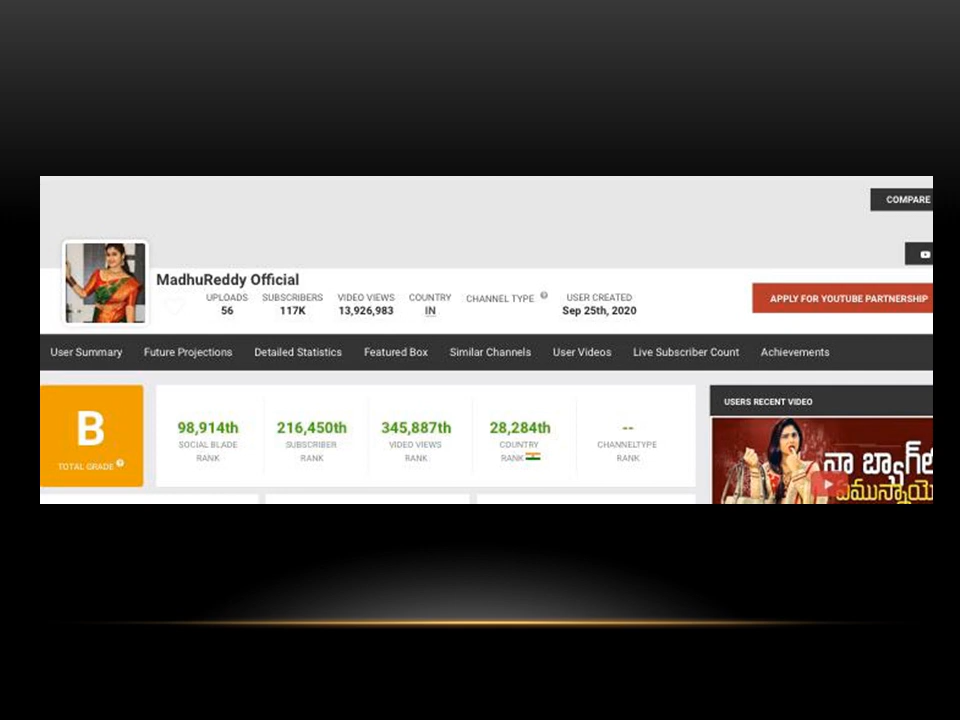 COMPARE
MadhuReddy Official
UPLOADS SUBSCRIBERS VIDEO VIEWS COUNTRY CHANNEL TYPE ? USER CREATED
56 117K 13,926,983 IN Sep 25th, 2020
APPLY FOR YOUTUBE PARTNERSHIP
User Summary Future Projections Detailed Statistics Featured Box Similar Channels User Videos Live Subscriber Count Achievements
B
TOTAL GRADE ?
98,914th 216,450th 345,887th 28,284th --
SOCIAL BLADE SUBSCRIBER VIDEO VIEWS COUNTRY CHANNELTYPE
RANK RANK RANK RANK RANK
USERS RECENT VIDEO
నా బ్యాగ్‌లో
ఏమున్నాయె